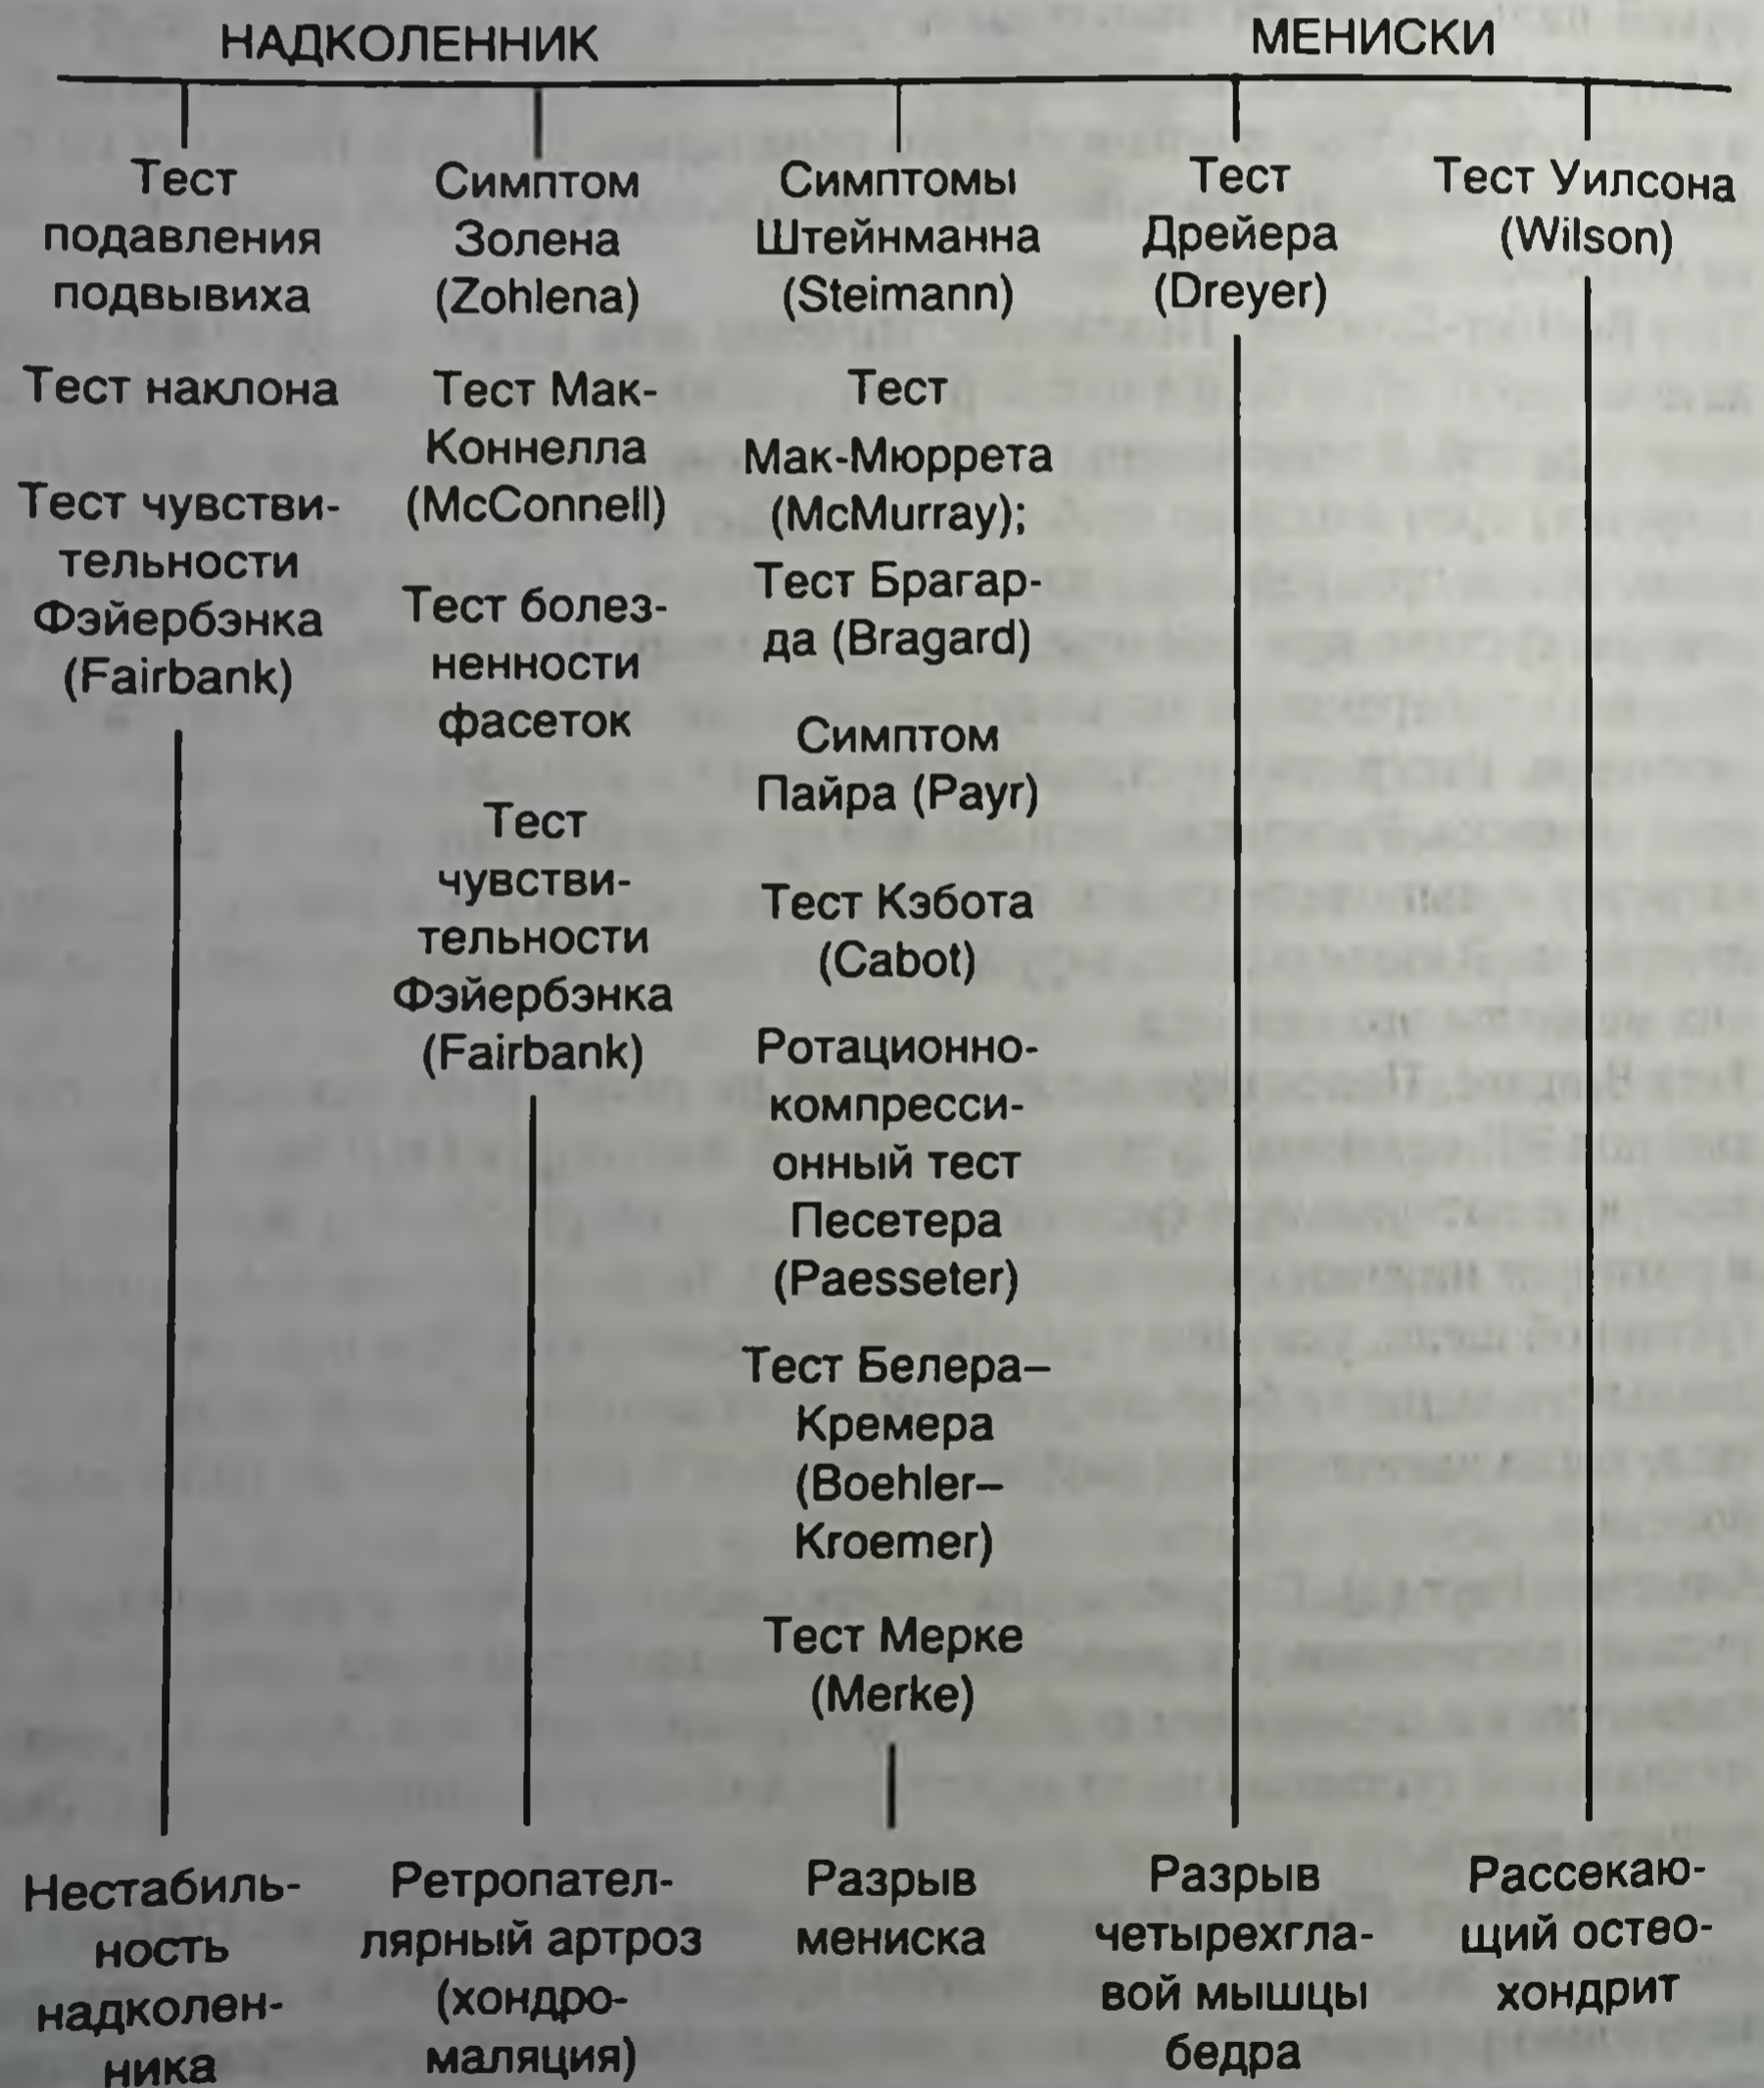 НАДКОЛЕННИК
МЕНИСКИ
Тест
подавления
подвывиха
Тест наклона
Тест чувстви-
тельности
Фэйербэнка
(Fairbank)
Нестабиль-
ность
надколен-
ника
Симптом
Золена
(Zohlena)
Тест Мак-
Коннелла
(McConnell)
Тест болез-
ненности
фасеток
Тест
чувстви-
тельности
Фэйербэнка
(Fairbank)
Ретропател-
лярный артроз
(хондро-
маляция)
Симптомы
Штейнманна
(Steimann)
Тест
Мак-Мюррета
(McMurray);
Тест Брагар-
да (Bragard)
Симптом
Пайра (Payr)
Тест Кэбота
(Cabot)
Ротационно-
компресси-
онный тест
Песетера
(Paesseter)
Тест Белера–
Кремера
(Boehler–
Kroemer)
Тест Мерке
(Merke)
Разрыв
мениска
Тест
Дрейера
(Dreyer)
Разрыв
четырехгла-
вой мышцы
бедра
Тест Уилсона
(Wilson)
Рассекаю-
щий остео-
хондрит